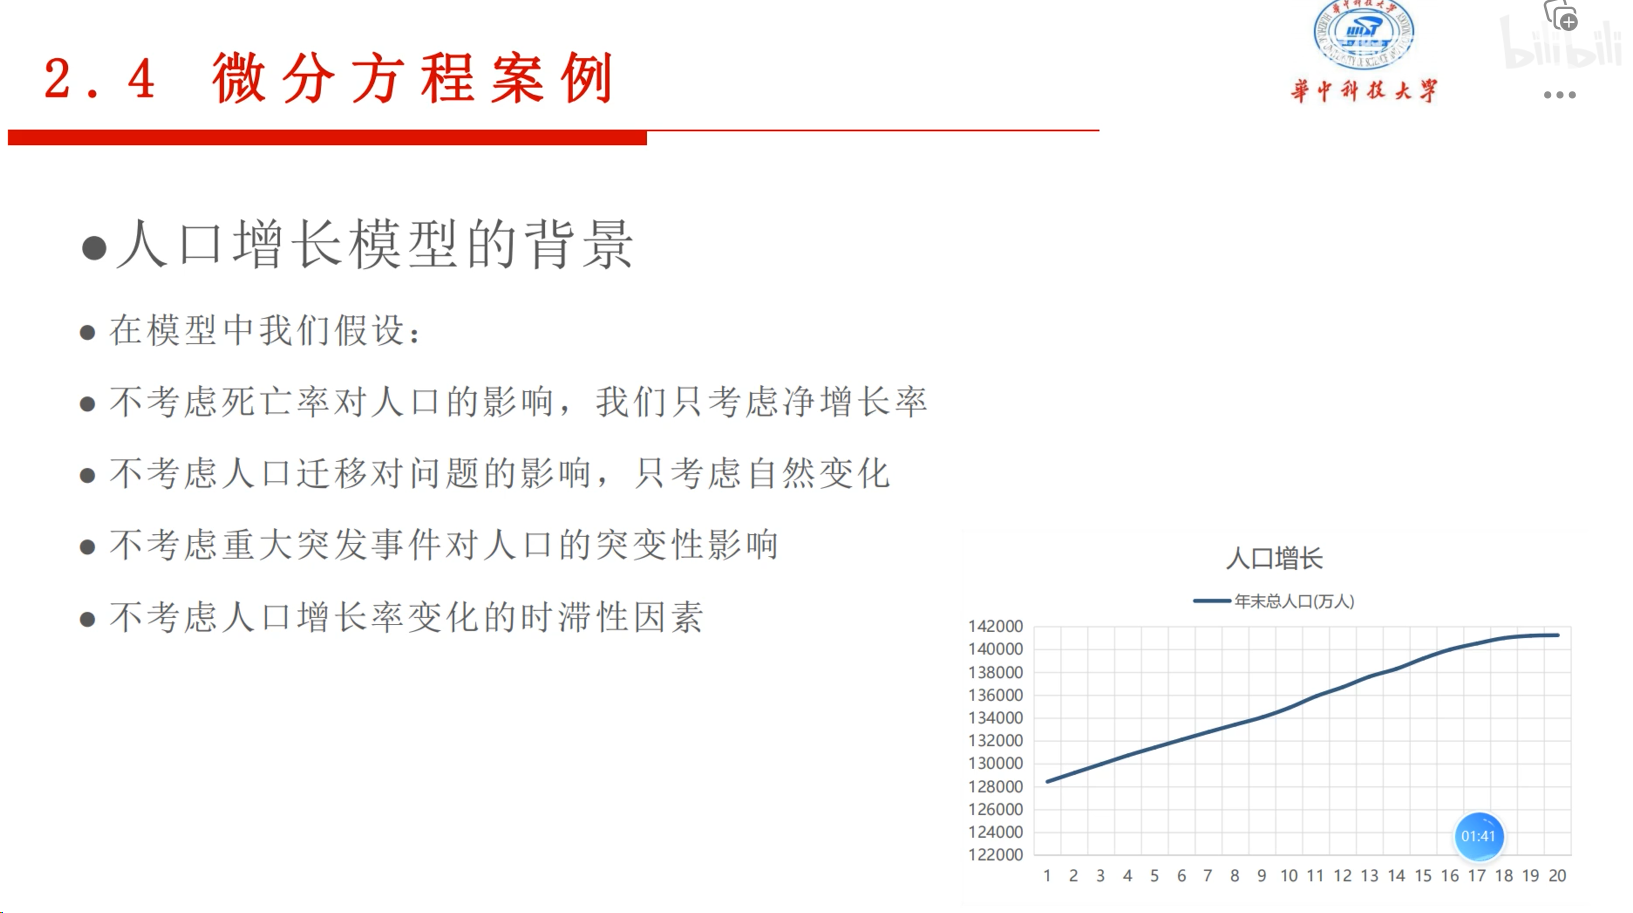 2.4 微分方程案例
華中科技大学
bilibili
●人口增长模型的背景
● 在模型中我们假设：
● 不考虑死亡率对人口的影响，我们只考虑净增长率
● 不考虑人口迁移对问题的影响，只考虑自然变化
● 不考虑重大突发事件对人口的突变性影响
● 不考虑人口增长率变化的时滞性因素
人口增长
年末总人口(万人)
142000
140000
138000
136000
134000
132000
130000
128000
126000
124000
122000
01:41
1 2 3 4 5 6 7 8 9 10 11 12 13 14 15 16 17 18 19 20